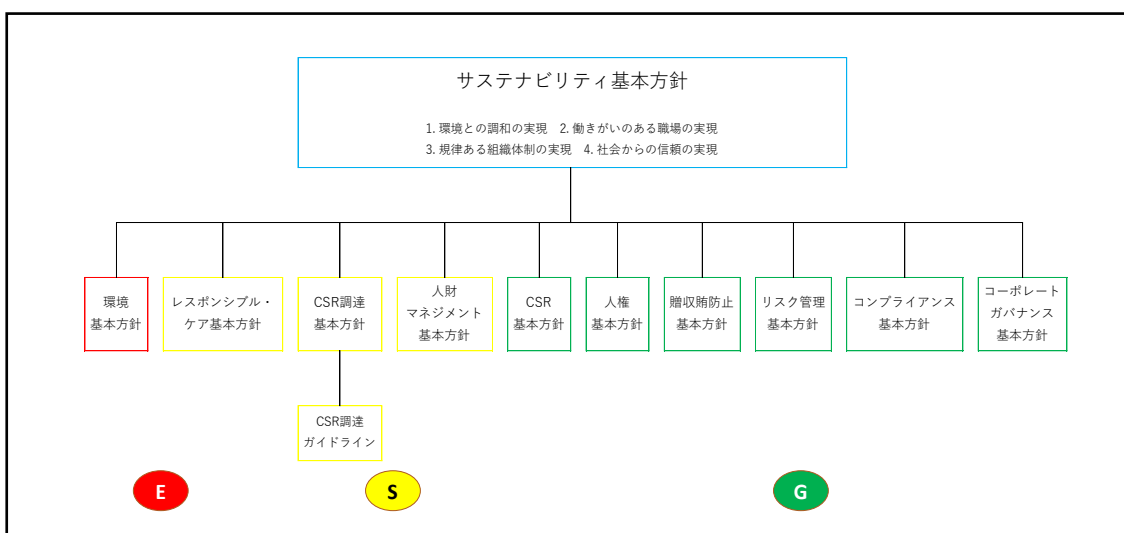 サステナビリティ基本方針
1. 環境との調和の実現　2. 働きがいのある職場の実現
3. 規律ある組織体制の実現　4. 社会からの信頼の実現
環境
基本方針
レスポンシブル・
ケア基本方針
CSR調達
基本方針
人財
マネジメント
基本方針
CSR
基本方針
人権
基本方針
贈収賄防止
基本方針
リスク管理
基本方針
コンプライアンス
基本方針
コーポレート
ガバナンス
基本方針
CSR調達
ガイドライン
E
S
G